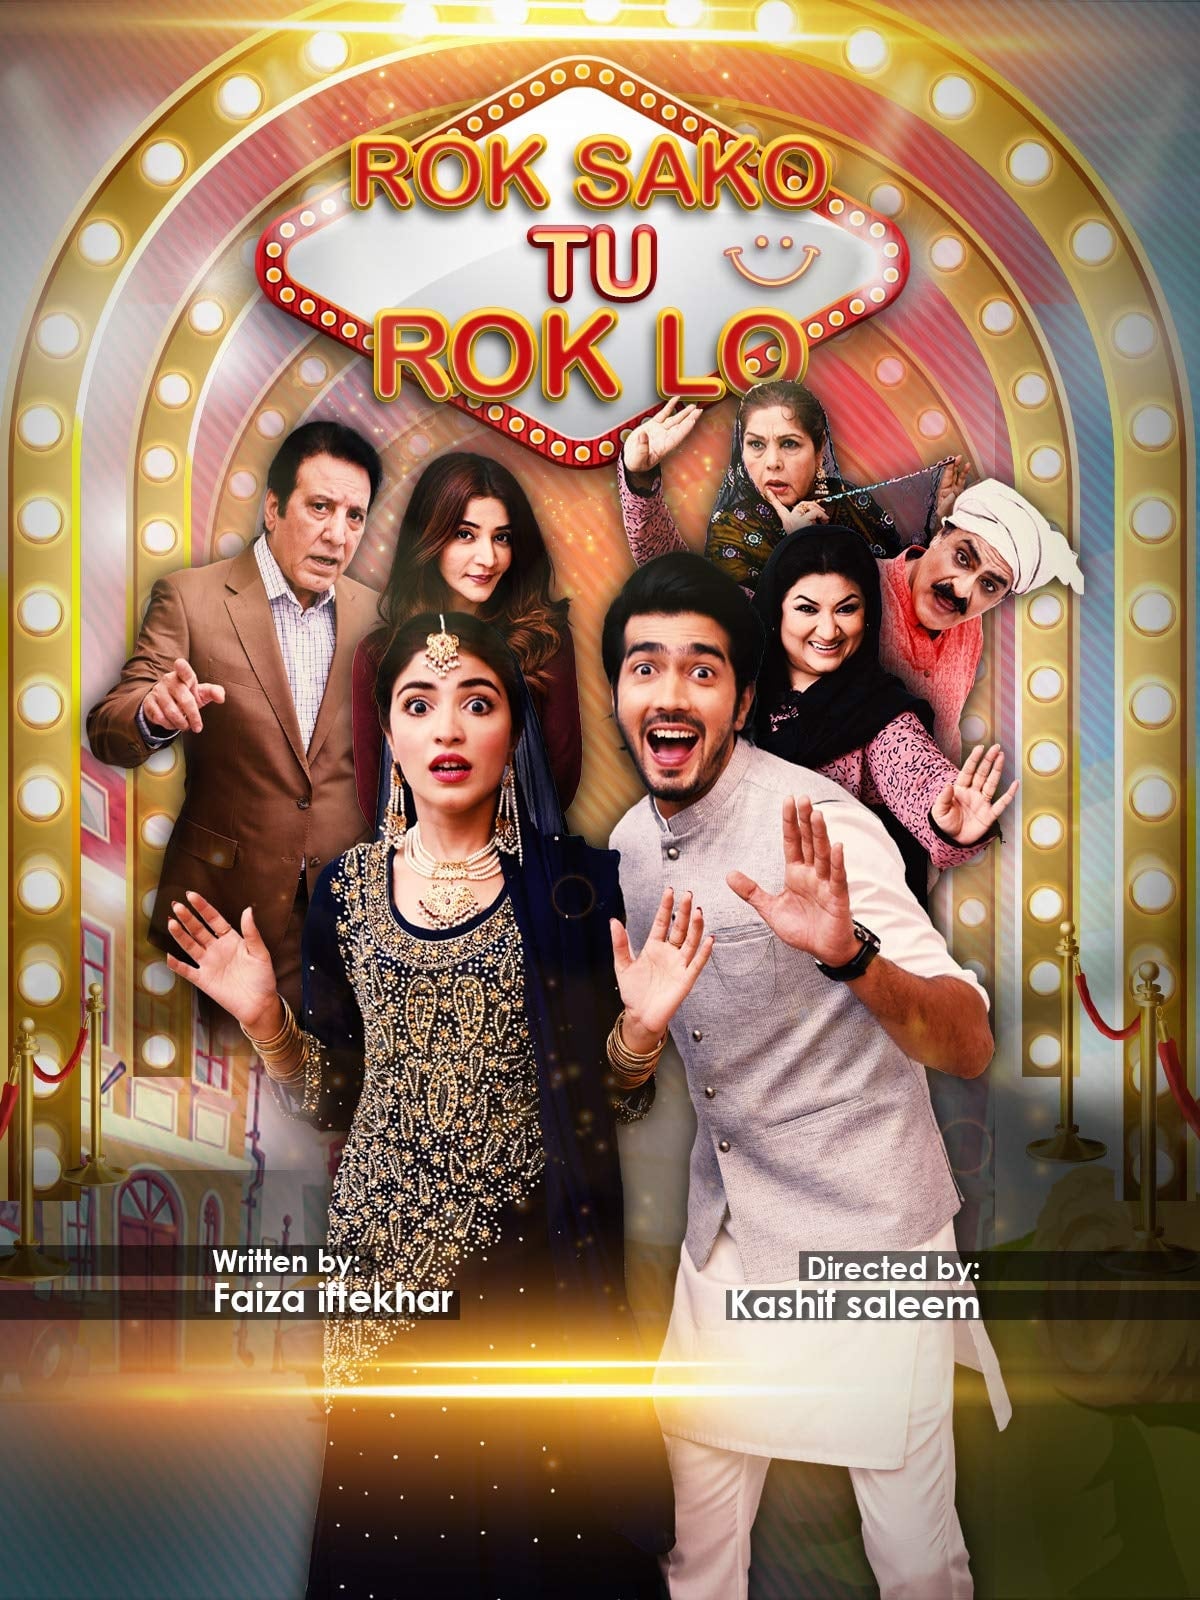 ROK SAKO
TU
ROK LO
Written by:
Faiza iftekhar
Directed by:
Kashif saleem